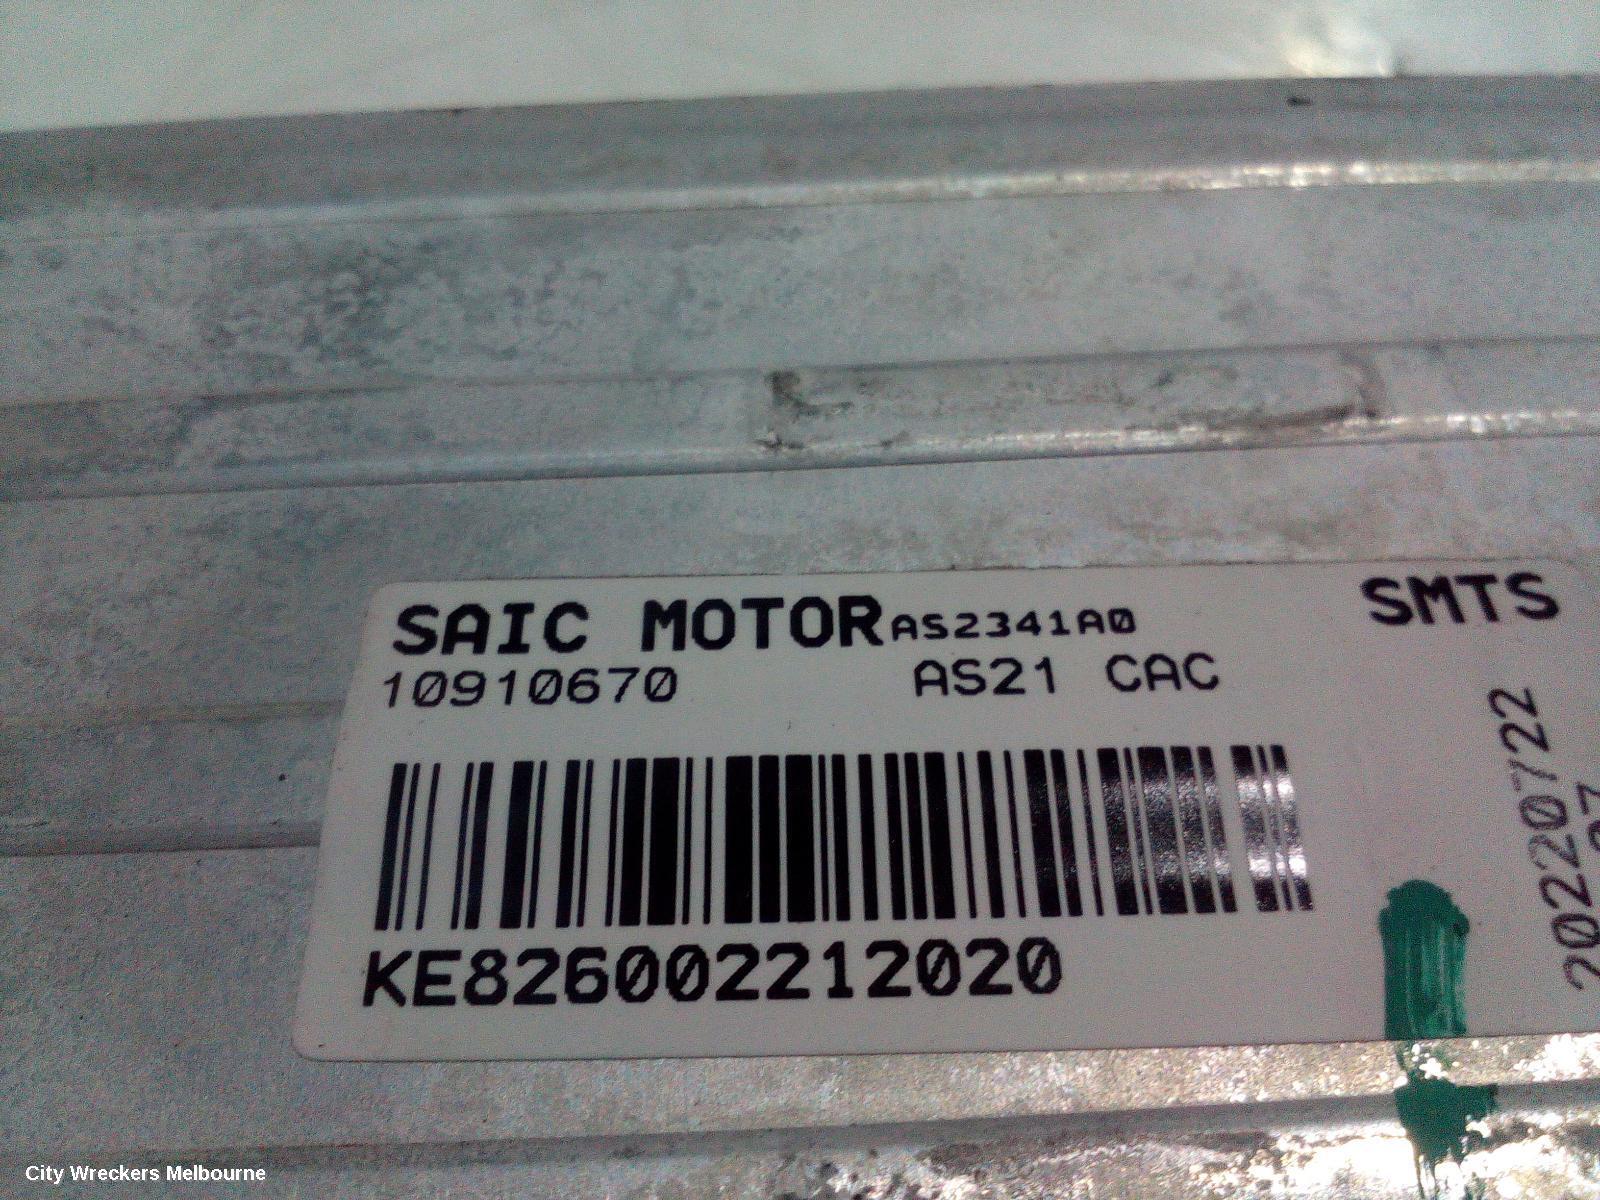 SAIC MOTOR AS2341A0
SMTS
10910670 AS21 CAC
KE826002212020
20220722
City Wreckers Melbourne